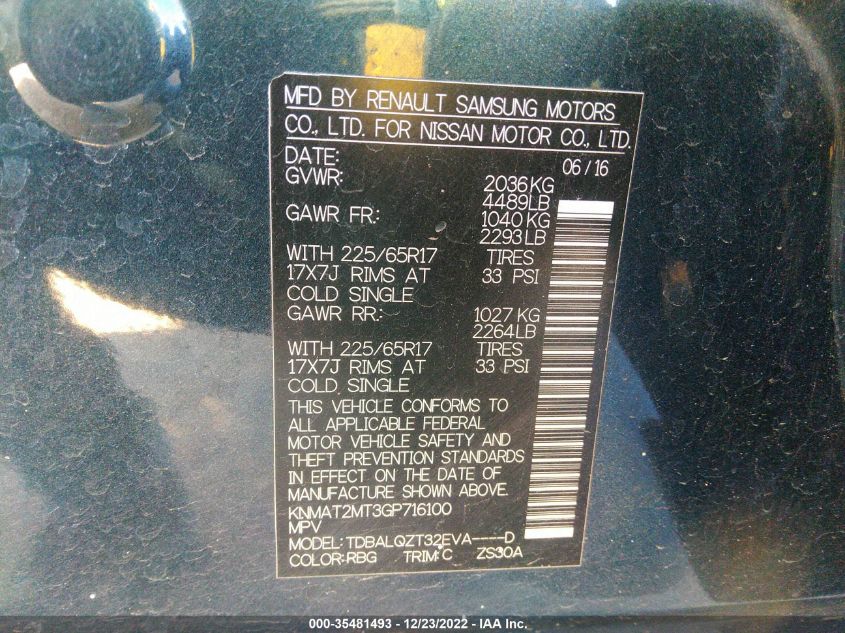 MFD BY RENAULT SAMSUNG MOTORS
CO., LTD. FOR NISSAN MOTOR CO., LTD.
DATE: 06/16
GVWR: 2036KG
4489LB
GAWR FR: 1040KG
2293LB
WITH 225/65R17 TIRES
17X7J RIMS AT 33 PSI
COLD SINGLE
GAWR RR.: 1027KG
2264LB
WITH 225/65R17 TIRES
17X7J RIMS AT 33 PSI
COLD SINGLE
THIS VEHICLE CONFORMS TO
ALL APPLICABLE FEDERAL
MOTOR VEHICLE SAFETY AND
THEFT PREVENTION STANDARDS
IN EFFECT ON THE DATE OF
MANUFACTURE SHOWN ABOVE.
KNMAT2MT3GP716100
MPV
MODEL:TDBALQZT32EVA----D
COLOR:RBG TRIM:C ZS30A
000-35481493 - 12/23/2022 - IAA Inc.